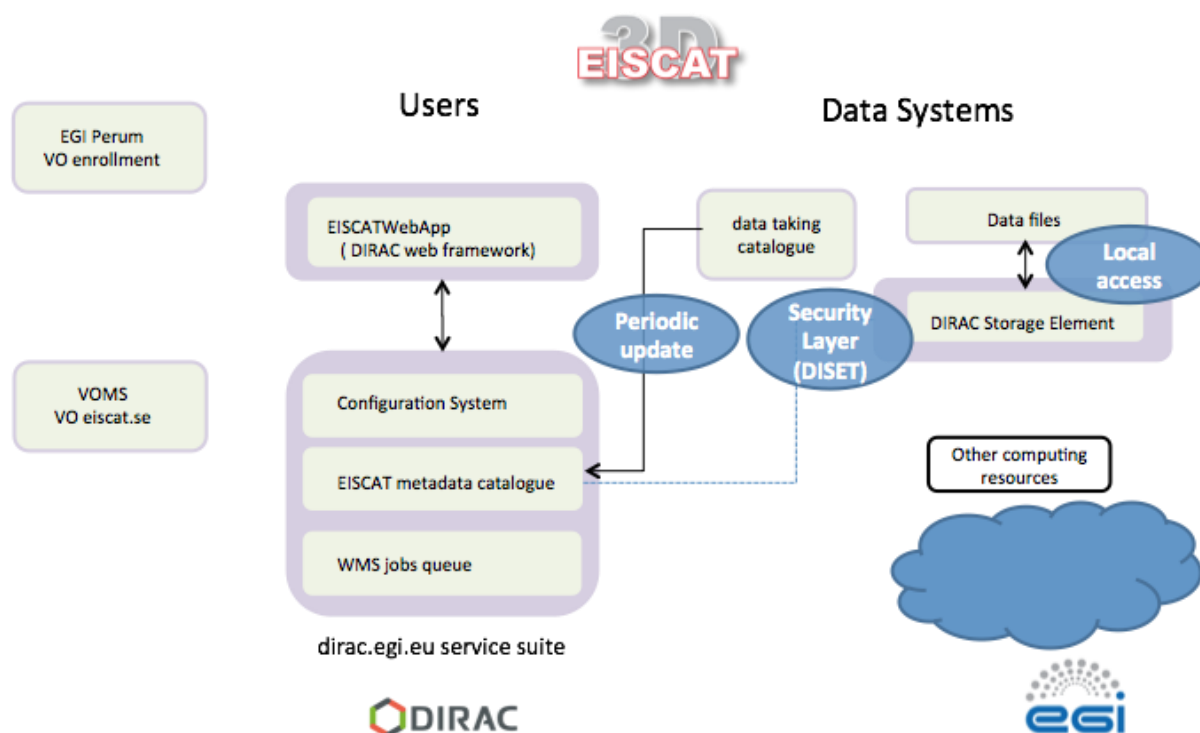 3D
EISCAT
Users
Data Systems
EGI Perum
VO enrollment
EISCATWebApp
( DIRAC web framework)
data taking
catalogue
Data files
Local
access
Periodic
update
Security
Layer
(DISET)
DIRAC Storage Element
VOMS
VO eiscat.se
Configuration System
EISCAT metadata catalogue
WMS jobs queue
Other computing
resources
dirac.egi.eu service suite
DIRAC
egi